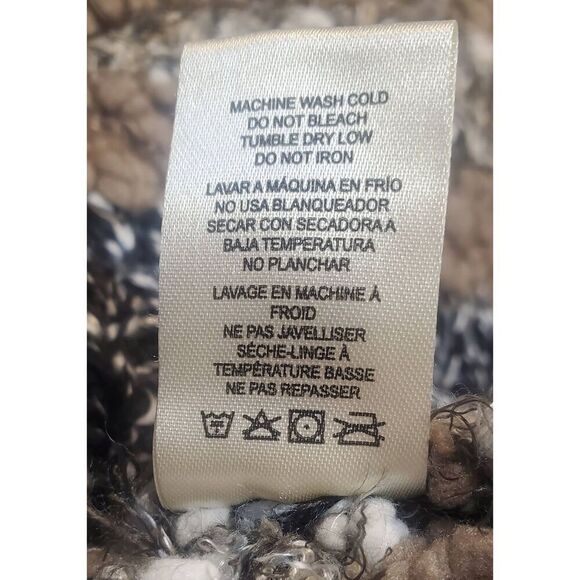 MACHINE WASH COLD
DO NOT BLEACH
TUMBLE DRY LOW
DO NOT IRON
LAVAR A MÁQUINA EN FRÍO
NO USA BLANQUEADOR
SECAR CON SECADORA A
BAJA TEMPERATURA
NO PLANCHAR
LAVAGE EN MACHINE À
FROID
NE PAS JAVELLISER
SÉCHE-LINGE À
TEMPÉRATURE BASSE
NE PAS REPASSER